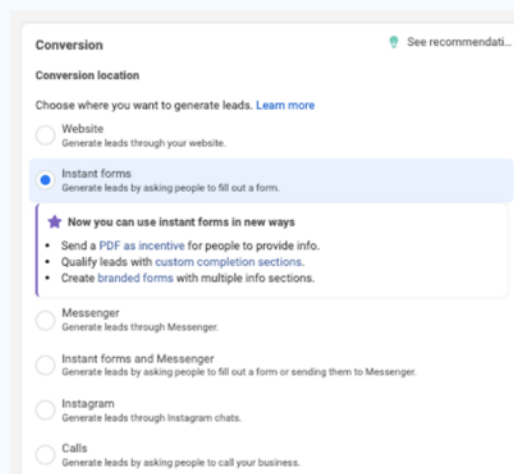 Conversion
See recommendati...
Conversion location
Choose where you want to generate leads. Learn more
Website
Generate leads through your website.
Instant forms
Generate leads by asking people to fill out a form.
Now you can use instant forms in new ways
• Send a PDF as incentive for people to provide info.
• Qualify leads with custom completion sections.
• Create branded forms with multiple info sections.
Messenger
Generate leads through Messenger.
Instant forms and Messenger
Generate leads by asking people to fill out a form or sending them to Messenger.
Instagram
Generate leads through Instagram chats.
Calls
Generate leads by asking people to call your business.